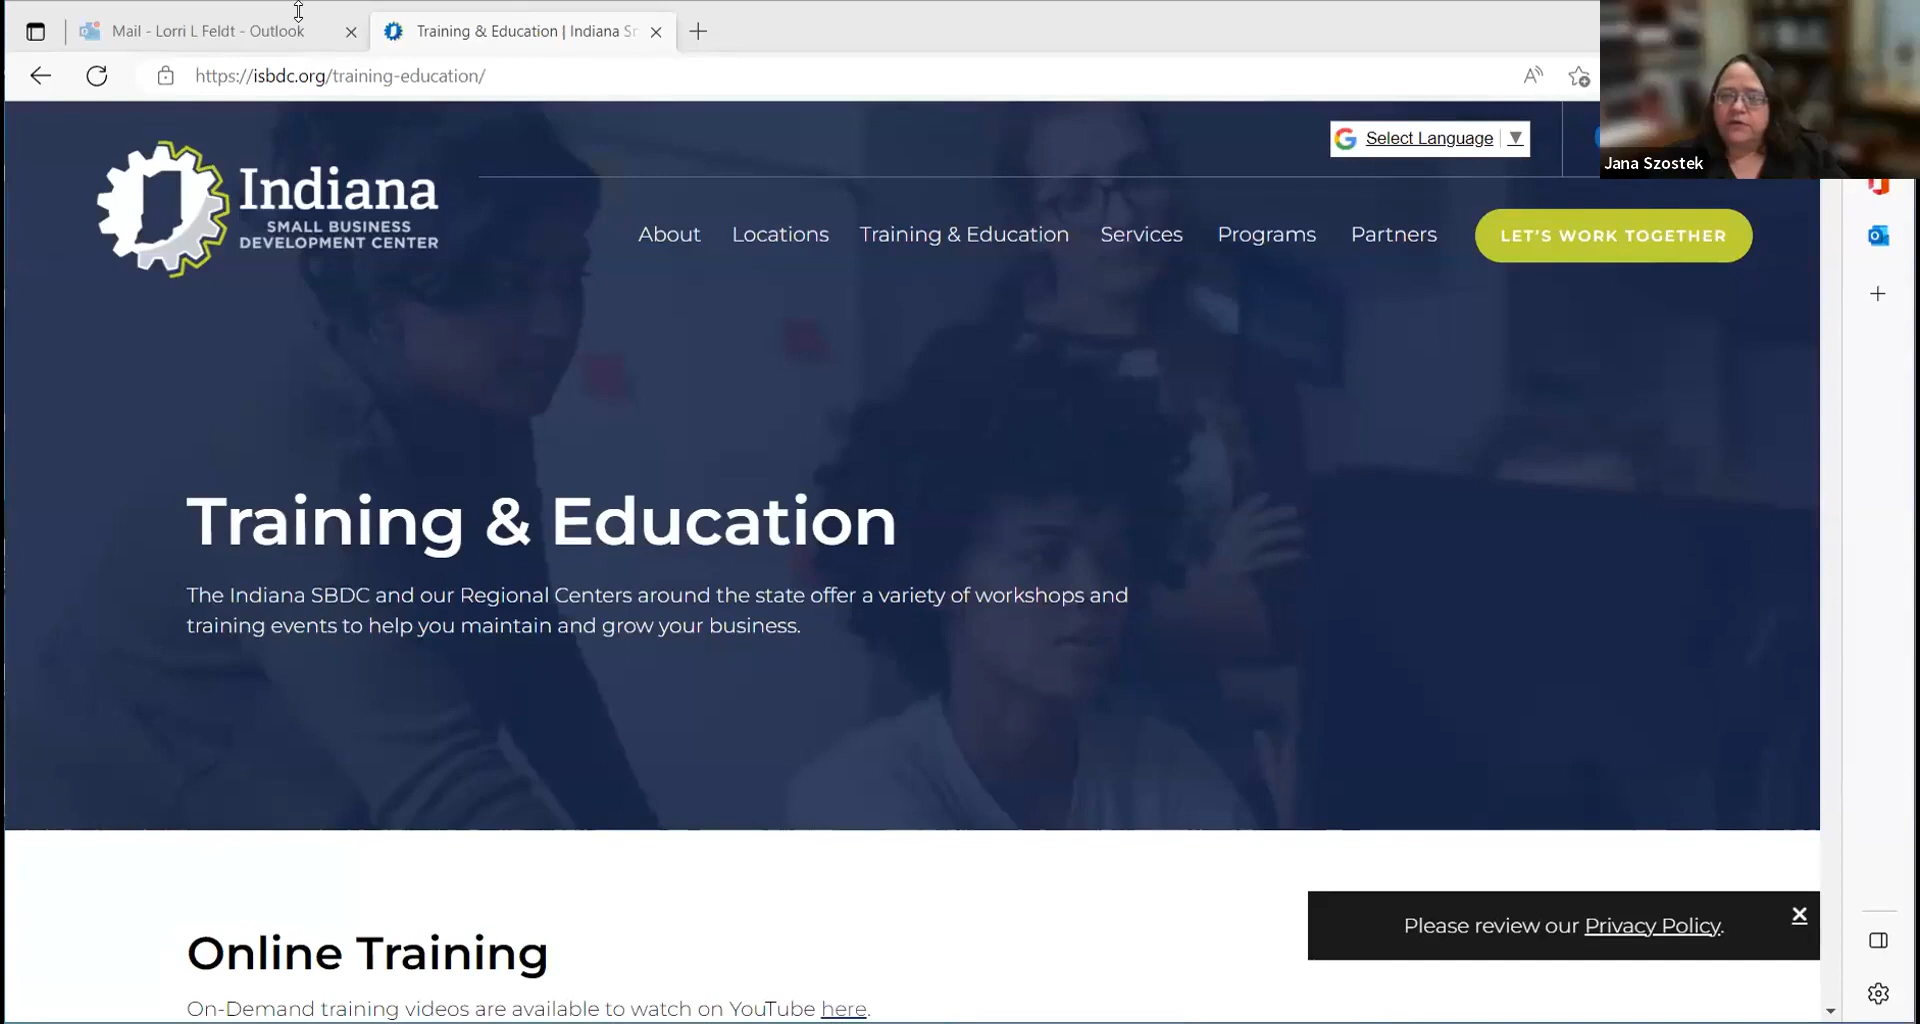 Mail - Lorri L Feldt - Outlook
Training & Education | Indiana Sr
https://isbdc.org/training-education/
Select Language
Jana Szostek
Indiana
SMALL BUSINESS
DEVELOPMENT CENTER
About
Locations
Training & Education
Services
Programs
Partners
LET'S WORK TOGETHER
Training & Education
The Indiana SBDC and our Regional Centers around the state offer a variety of workshops and
training events to help you maintain and grow your business.
Please review our Privacy Policy.
Online Training
On-Demand training videos are available to watch on YouTube here.